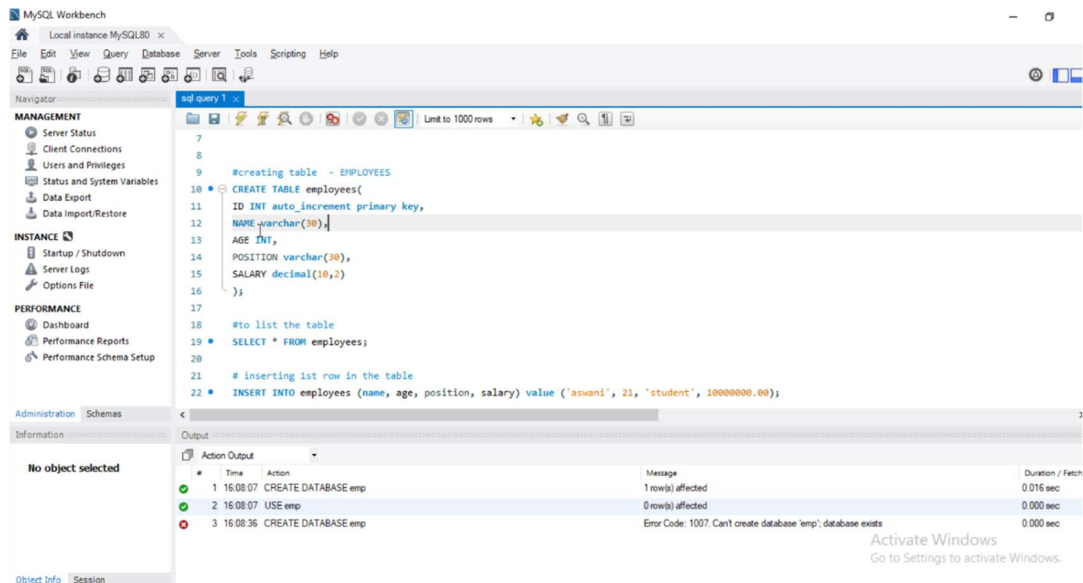 MySQL Workbench
Local instance MySQL80 ×
File Edit View Query Database Server Tools Scripting Help
Navigator
MANAGEMENT
Server Status
Client Connections
Users and Privileges
Status and System Variables
Data Export
Data Import/Restore
INSTANCE
Startup / Shutdown
Server Logs
Options File
PERFORMANCE
Dashboard
Performance Reports
Performance Schema Setup
Administration Schemas
Information
No object selected
Object Info Session
sql query 1 ×
Limit to 1000 rows
7
8
9 #creating table - EMPLOYEES
10 CREATE TABLE employees(
11 ID INT auto_increment primary key,
12 NAME varchar(30),
13 AGE INT,
14 POSITION varchar(30),
15 SALARY decimal(10,2)
16 );
17
18 #to list the table
19 SELECT * FROM employees;
20
21 # inserting 1st row in the table
22 INSERT INTO employees (name, age, position, salary) value ('aswani', 21, 'student', 10000000.00);
Output
Action Output
# Time Action Message Duration / Fetch
1 16:08:07 CREATE DATABASE emp 1 row(s) affected 0.016 sec
2 16:08:07 USE emp 0 row(s) affected 0.000 sec
3 16:08:36 CREATE DATABASE emp Error Code: 1007. Can't create database 'emp'; database exists 0.000 sec
Activate Windows
Go to Settings to activate Windows.